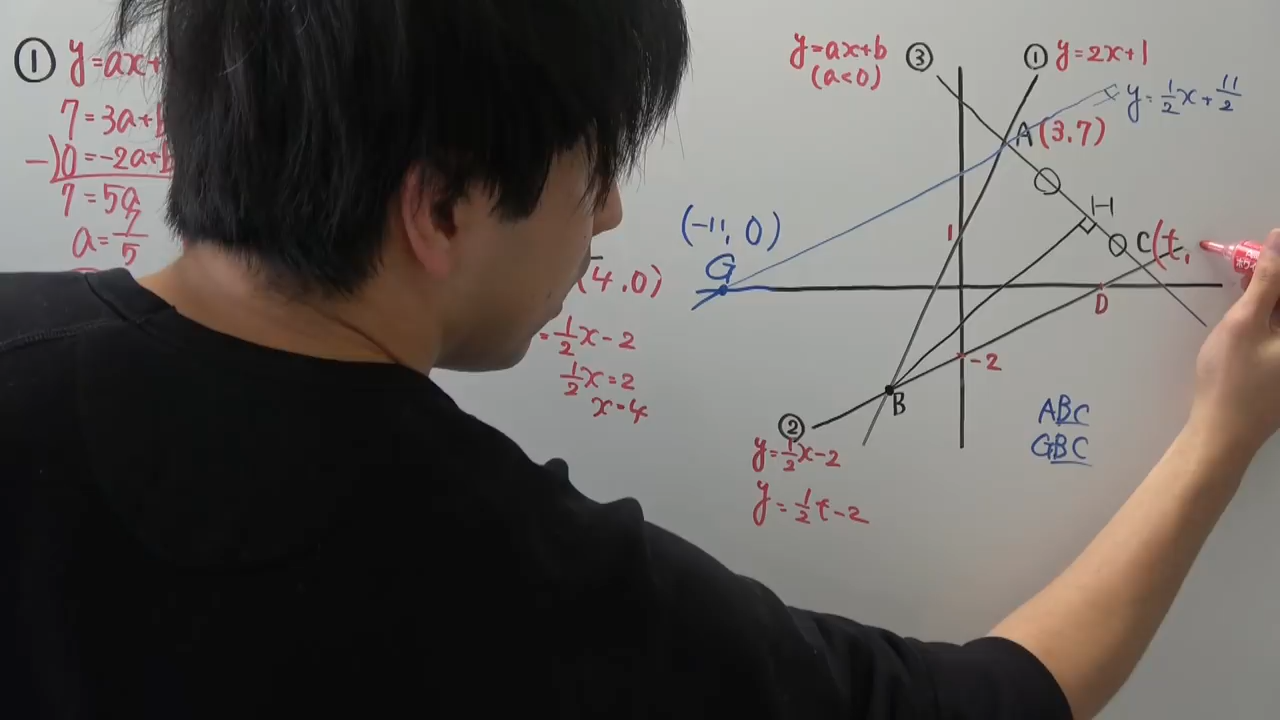 ① y=ax+
7=3a+b
-)0=-2a+b
7=5a
a=7/5
(4.0)
=1/2x-2
1/2x=2
x=4
y=ax+b ③
(a<0)
① y=2x+1
y=1/2x+11/2
A(3.7)
(-11, 0)
G
1
H
C(t,
D
-2
B
②
y=1/2x-2
y=1/2t-2
ABC
GBC